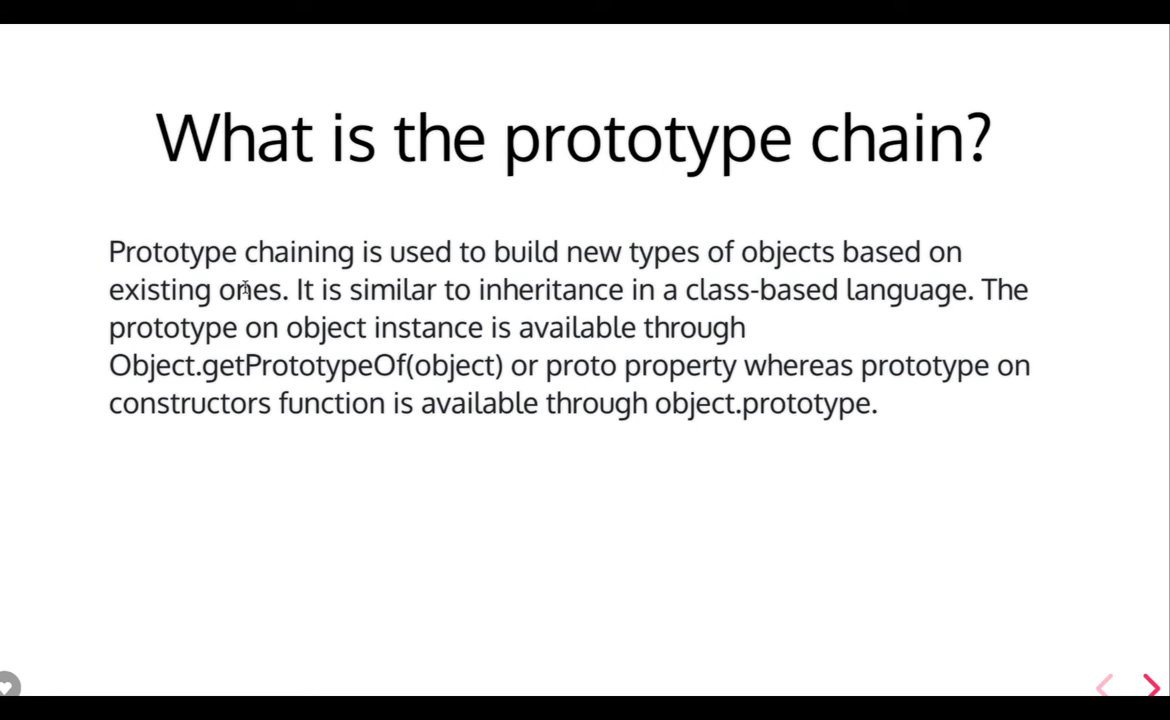 What is the prototype chain?
Prototype chaining is used to build new types of objects based on
existing ones. It is similar to inheritance in a class-based language. The
prototype on object instance is available through
Object.getPrototypeOf(object) or proto property whereas prototype on
constructors function is available through object.prototype.